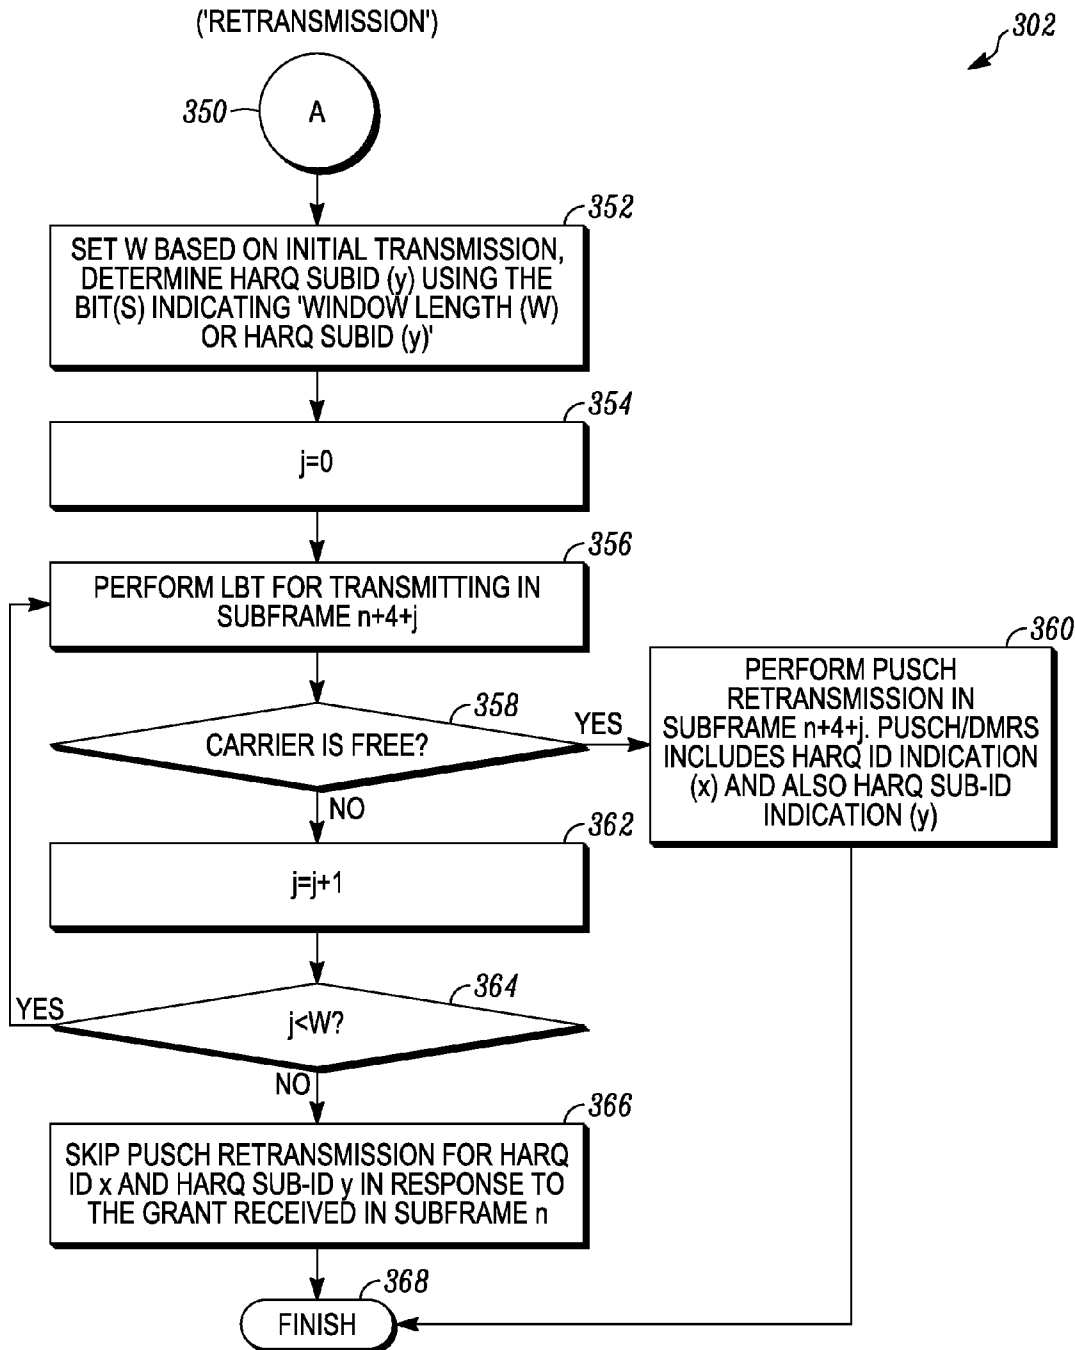 ('RETRANSMISSION')
302
350
A
352
SET W BASED ON INITIAL TRANSMISSION,
DETERMINE HARQ SUBID (y) USING THE
BIT(S) INDICATING 'WINDOW LENGTH (W)
OR HARQ SUBID (y)'
354
j=0
356
PERFORM LBT FOR TRANSMITTING IN
SUBFRAME n+4+j
358
CARRIER IS FREE?
YES
NO
360
PERFORM PUSCH
RETRANSMISSION IN
SUBFRAME n+4+j. PUSCH/DMRS
INCLUDES HARQ ID INDICATION
(x) AND ALSO HARQ SUB-ID
INDICATION (y)
362
j=j+1
364
j<W?
YES
NO
366
SKIP PUSCH RETRANSMISSION FOR HARQ
ID x AND HARQ SUB-ID y IN RESPONSE TO
THE GRANT RECEIVED IN SUBFRAME n
368
FINISH